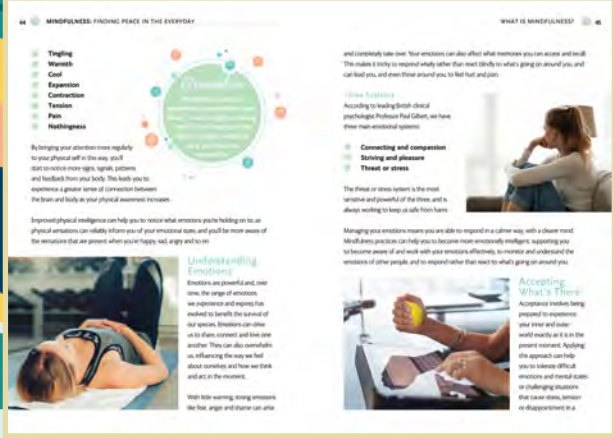 44 MINDFULNESS: FINDING PEACE IN THE EVERYDAY
Tingling
Warmth
Cool
Expansion
Contraction
Tension
Pain
Nothingness
By bringing your attention more regularly
to your physical self in this way, you'll
start to notice more signs, signals, patterns
and feedback from your body. This leads you to
experience a greater sense of connection between
the brain and body as your physical awareness increases.
Improved physical intelligence can help you to notice what emotions you're holding on to, as
physical sensations can reliably inform you of your emotional state, and you'll be more aware of
the sensations that are present when you're happy, sad, angry and so on.
Understanding
Emotions
Emotions are powerful and, over
time, the range of emotions
we experience and express has
evolved to benefit the survival of
our species. Emotions can drive
us to share, connect and love one
another. They can also overwhelm
us, influencing the way we feel
about ourselves and how we think
and act in the moment.
With little warning, strong emotions
like fear, anger and shame can arise
WHAT IS MINDFULNESS? 45
and completely take over. Your emotions can also affect what memories you can access and recall.
This makes it tricky to respond wisely rather than react blindly to what's going on around you, and
can lead you, and even those around you, to feel hurt and pain.
Three Systems
According to leading British clinical
psychologist Professor Paul Gilbert, we have
three main emotional systems:
Connecting and compassion
Striving and pleasure
Threat or stress
The threat or stress system is the most
sensitive and powerful of the three, and is
always working to keep us safe from harm.
Managing your emotions means you are able to respond in a calmer way, with a clearer mind.
Mindfulness practices can help you to become more emotionally intelligent, supporting you
to become aware of and work with your emotions effectively, to monitor and understand the
emotions of other people, and to respond rather than react to what's going on around you.
Accepting
What's There
Acceptance involves being
prepared to experience
your inner and outer
world exactly as it is in the
present moment. Applying
this approach can help
you to tolerate difficult
emotions and mental states
or challenging situations
that cause stress, tension
or disappointment in a